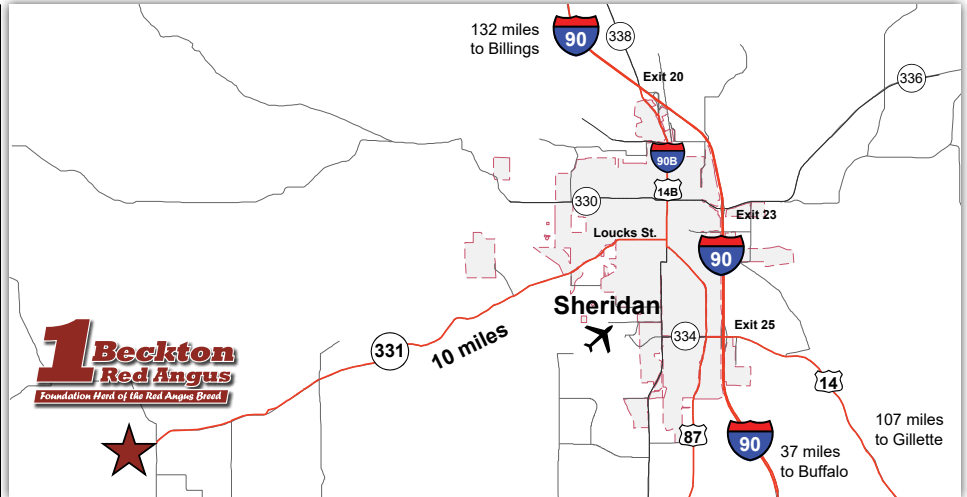 132 miles
to Billings
90
338
336
Exit 20
90B
14B
330
Exit 23
Loucks St.
90
Sheridan
334
Exit 25
331
10 miles
1 Beckton
Red Angus
Foundation Herd of the Red Angus Breed
14
87
90
107 miles
to Gillette
37 miles
to Buffalo